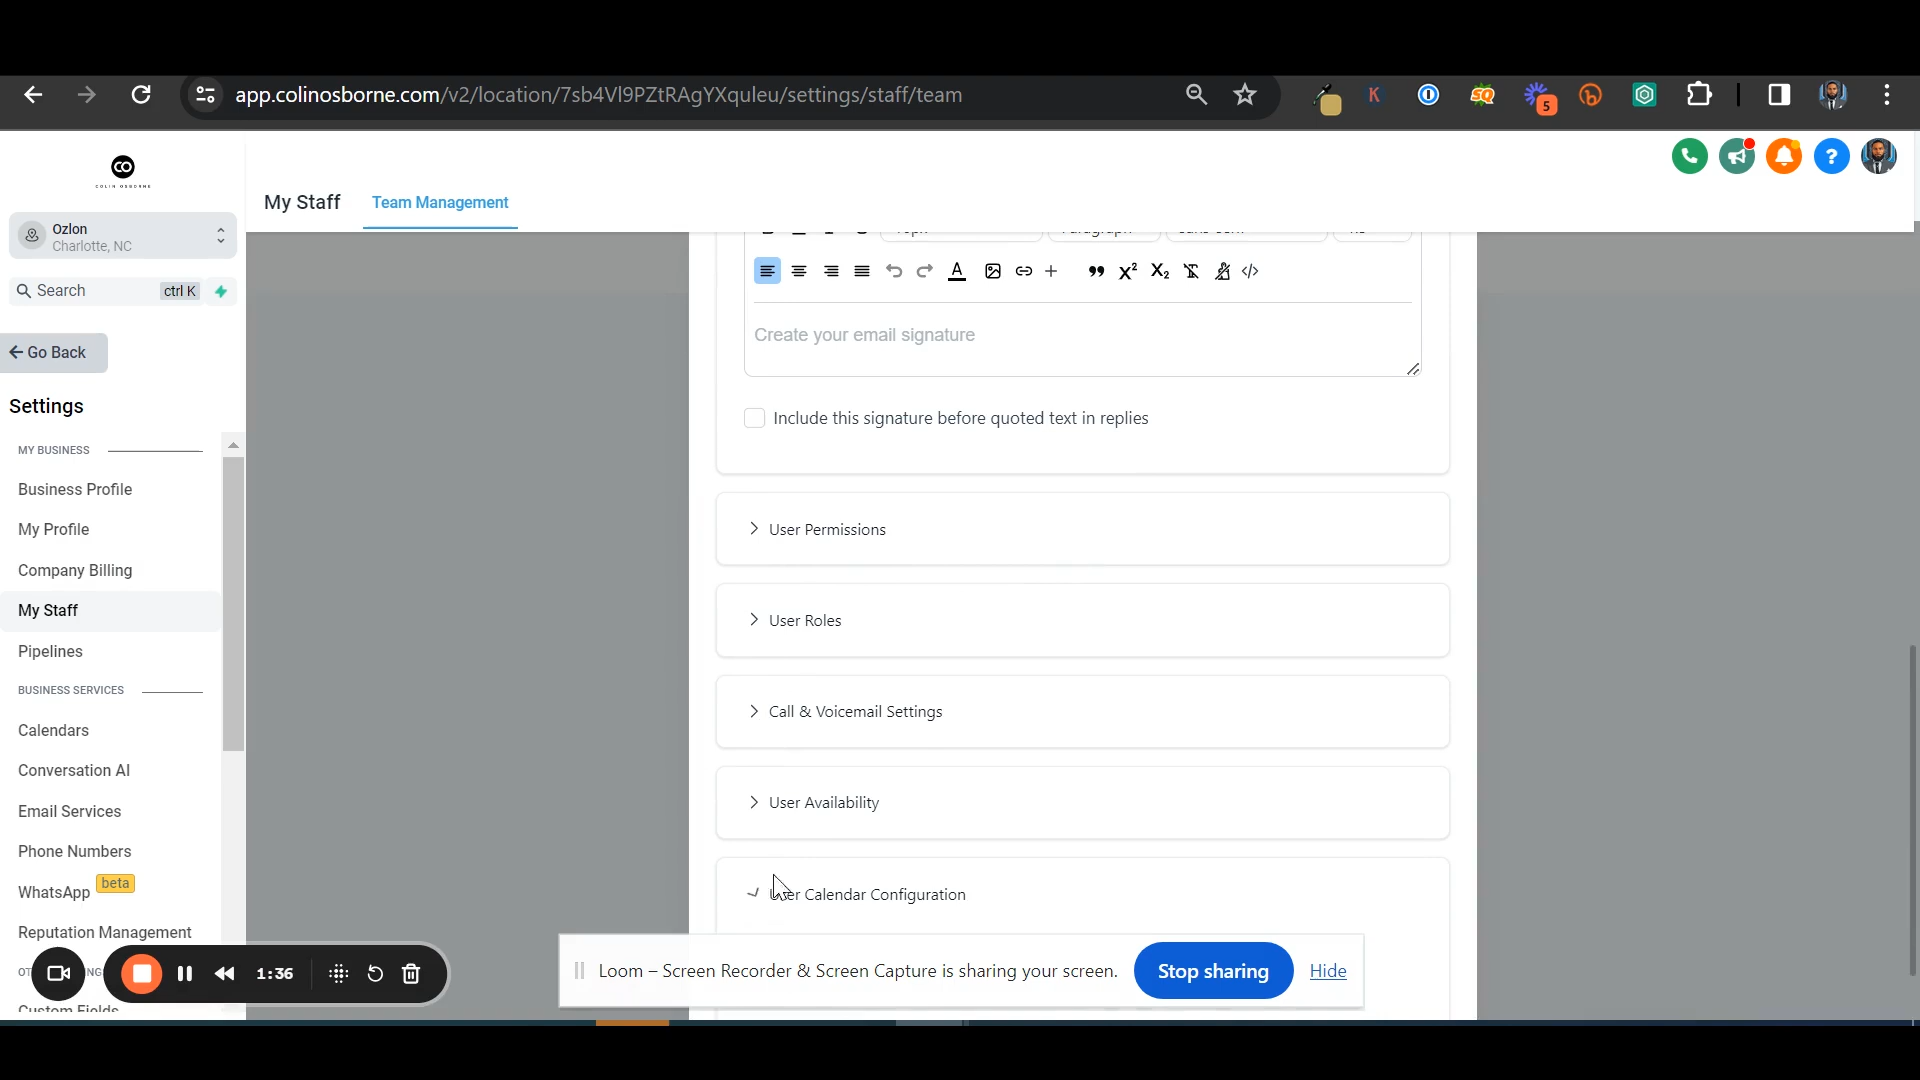 app.colinosborne.com/v2/location/7sb4Vl9PZtRAgYXquleu/settings/staff/team
K
SQ
5
CO
COLIN OSBORNE
Ozlon
Charlotte, NC
Search
ctrl K
Go Back
Settings
MY BUSINESS
Business Profile
My Profile
Company Billing
My Staff
Pipelines
BUSINESS SERVICES
Calendars
Conversation AI
Email Services
Phone Numbers
WhatsApp beta
Reputation Management
Custom Fields
My Staff
Team Management
?
Paragraph
Create your email signature
Include this signature before quoted text in replies
User Permissions
User Roles
Call & Voicemail Settings
User Availability
User Calendar Configuration
1:36
Loom – Screen Recorder & Screen Capture is sharing your screen.
Stop sharing
Hide